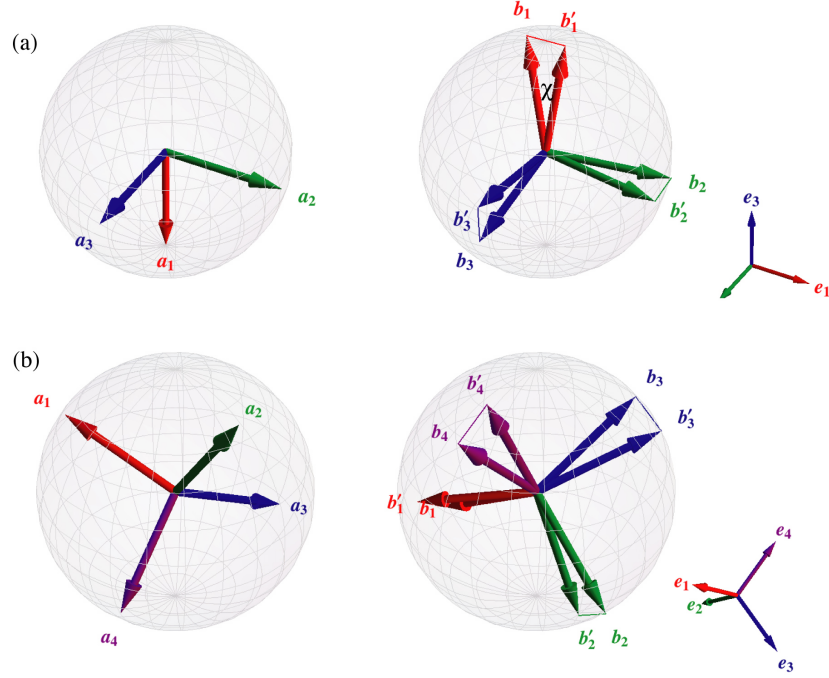 (a)
b₁
b′₁
χ
a₂
a₃
a₁
b₂
b′₂
b′₃
b₃
e₃
e₁
(b)
a₁
a₂
a₃
a₄
b₃
b′₄
b′₃
b₄
b′₁
b₁
b′₂
b₂
e₄
e₁
e₂
e₃